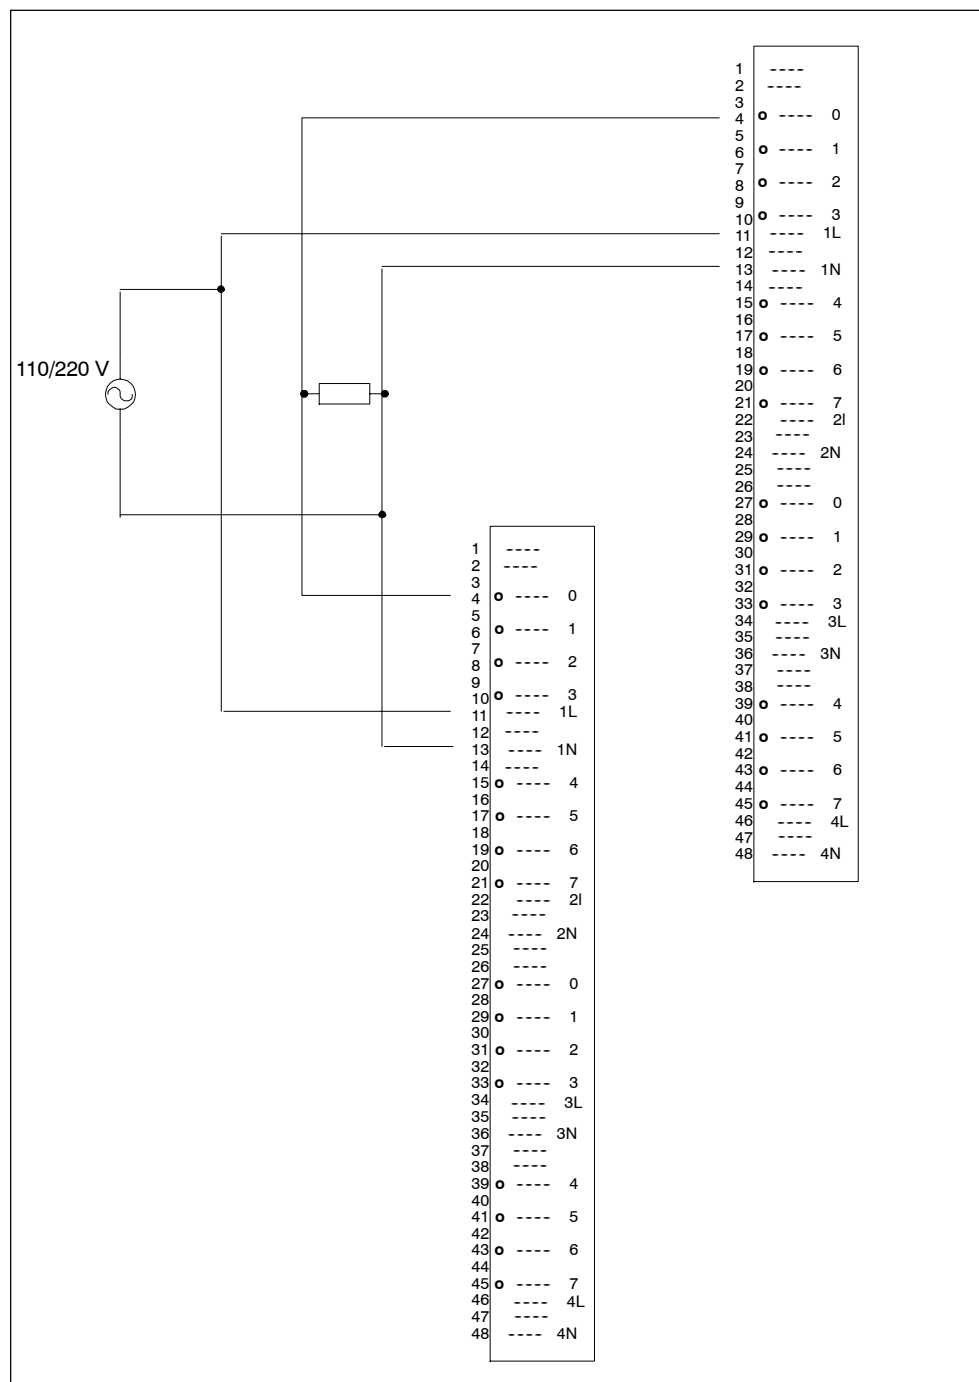 1 ----
2 ----
3
4 o ---- 0
5
6 o ---- 1
7
8 o ---- 2
9
10 o ---- 3
11 ---- 1L
12 ----
13 ---- 1N
14 ----
15 o ---- 4
16
17 o ---- 5
18
19 o ---- 6
20
21 o ---- 7
22 ---- 2l
23 ----
24 ---- 2N
25 ----
26 ----
27 o ---- 0
28
29 o ---- 1
30
31 o ---- 2
32
33 o ---- 3
34 ---- 3L
35 ----
36 ---- 3N
37 ----
38 ----
39 o ---- 4
40
41 o ---- 5
42
43 o ---- 6
44
45 o ---- 7
46 ---- 4L
47 ----
48 ---- 4N
110/220 V
1 ----
2 ----
3
4 o ---- 0
5
6 o ---- 1
7
8 o ---- 2
9
10 o ---- 3
11 ---- 1L
12 ----
13 ---- 1N
14 ----
15 o ---- 4
16
17 o ---- 5
18
19 o ---- 6
20
21 o ---- 7
22 ---- 2l
23 ----
24 ---- 2N
25 ----
26 ----
27 o ---- 0
28
29 o ---- 1
30
31 o ---- 2
32
33 o ---- 3
34 ---- 3L
35 ----
36 ---- 3N
37 ----
38 ----
39 o ---- 4
40
41 o ---- 5
42
43 o ---- 6
44
45 o ---- 7
46 ---- 4L
47 ----
48 ---- 4N